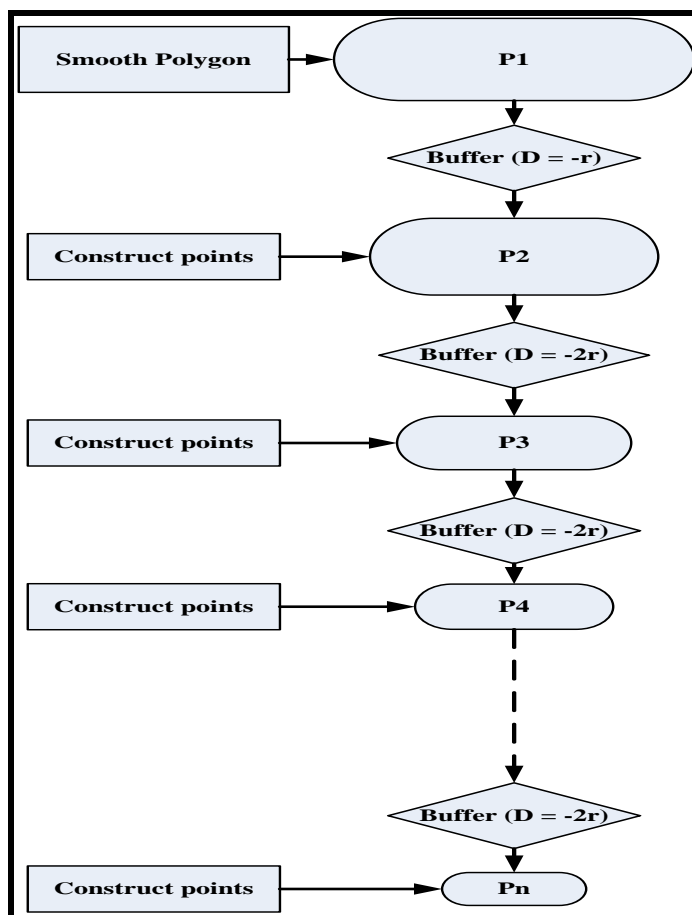 Smooth Polygon
P1
Buffer (D = -r)
Construct points
P2
Buffer (D = -2r)
Construct points
P3
Buffer (D = -2r)
Construct points
P4
Buffer (D = -2r)
Construct points
Pn